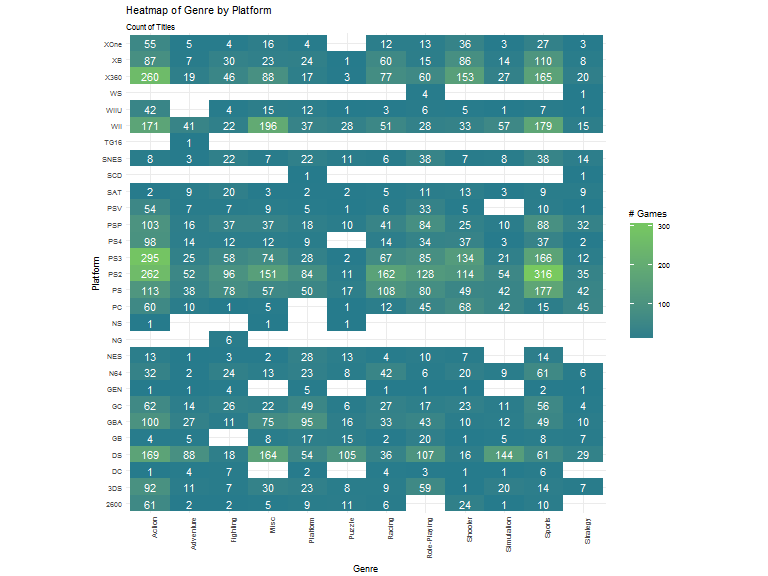 Heatmap of Genre by Platform
Count of Titles
XOne 55 5 4 16 4 12 13 36 3 27 3
XB 87 7 30 23 24 1 60 15 86 14 110 8
X360 260 19 46 88 17 3 77 60 153 27 165 20
WS 4 1
WIIU 42 4 15 12 1 3 6 5 1 7 1
WII 171 41 22 196 37 28 51 28 33 57 179 15
TG16 1
SNES 8 3 22 7 22 11 6 38 7 8 38 14
SCD 1 1
SAT 2 9 20 3 2 2 5 11 13 3 9 9
PSV 54 7 7 9 5 1 6 33 5 10 1
PSP 103 16 37 37 18 10 41 84 25 10 88 32
PS4 98 14 12 12 9 14 34 37 3 37 2
PS3 295 25 58 74 28 2 67 85 134 21 166 12
PS2 262 52 96 151 84 11 162 128 114 54 316 35
PS 113 38 78 57 50 17 108 80 49 42 177 42
PC 60 10 1 5 1 12 45 68 42 15 45
NS 1 1 1
NG 6
NES 13 1 3 2 28 13 4 10 7 14
N64 32 2 24 13 23 8 42 6 20 9 61 6
GEN 1 1 4 5 1 1 1 2 1
GC 62 14 26 22 49 6 27 17 23 11 56 4
GBA 100 27 11 75 95 16 33 43 10 12 49 10
GB 4 5 8 17 15 2 20 1 5 8 7
DS 169 88 18 164 54 105 36 107 16 144 61 29
DC 1 4 7 2 4 3 1 1 6
3DS 92 11 7 30 23 8 9 59 1 20 14 7
2600 61 2 2 5 9 11 6 24 1 10
Action Adventure Fighting Misc Platform Puzzle Racing Role-Playing Shooter Simulation Sports Strategy
Genre
Platform
# Games
300
200
100